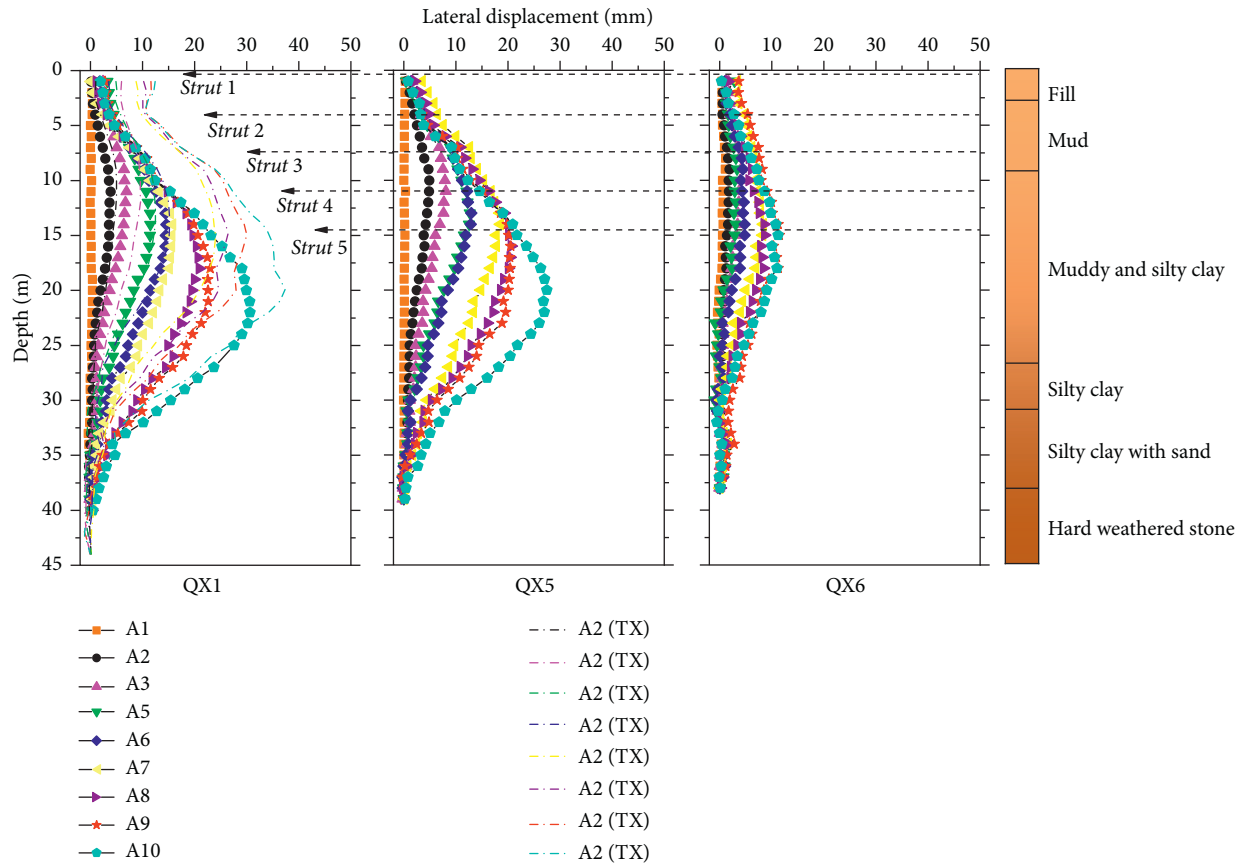 Lateral displacement (mm)
0 10 20 30 40 50 0 10 20 30 40 50 0 10 20 30 40 50
Depth (m)
0
5
10
15
20
25
30
35
40
45
Strut 1
Strut 2
Strut 3
Strut 4
Strut 5
Fill
Mud
Muddy and silty clay
Silty clay
Silty clay with sand
Hard weathered stone
QX1 QX5 QX6
A1
A2
A3
A5
A6
A7
A8
A9
A10
A2 (TX)
A2 (TX)
A2 (TX)
A2 (TX)
A2 (TX)
A2 (TX)
A2 (TX)
A2 (TX)